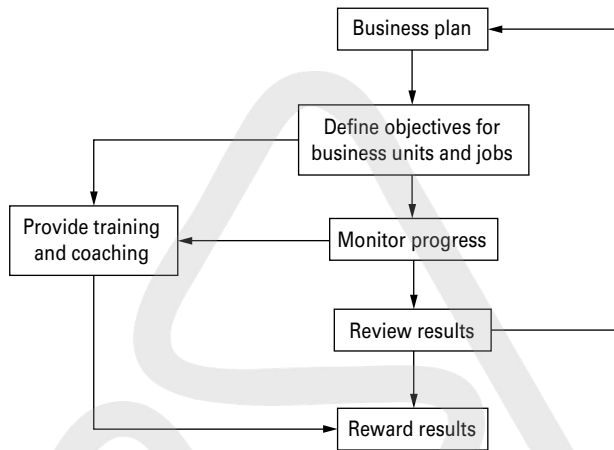 Business plan
Define objectives for
business units and jobs
Provide training
and coaching
Monitor progress
Review results
Reward results